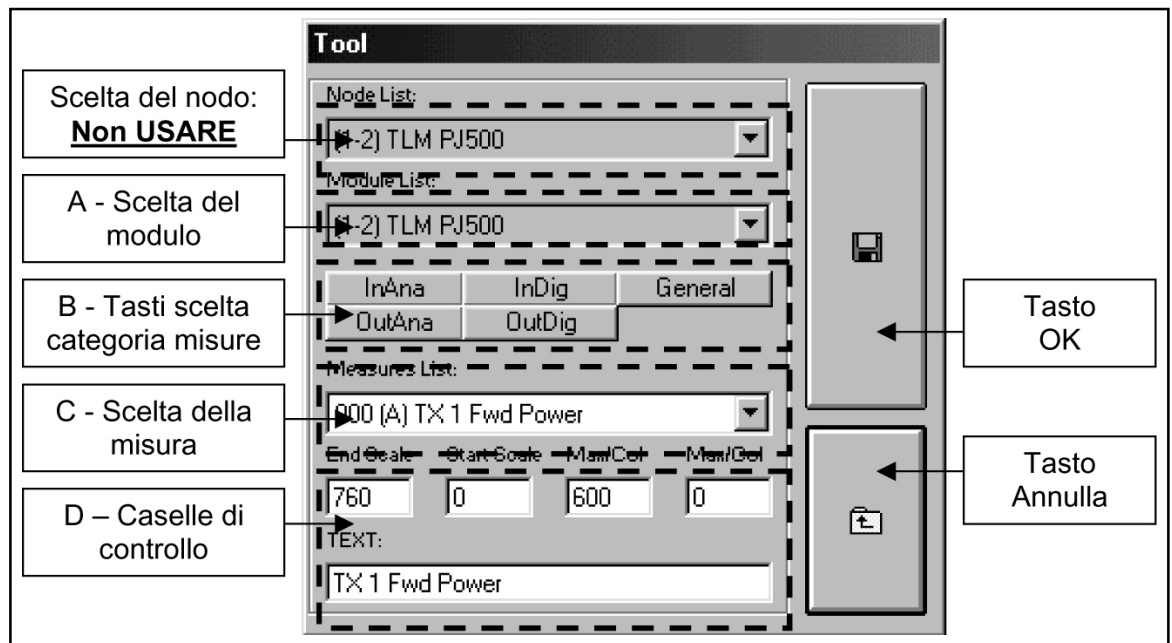 Tool
Scelta del nodo:
Non USARE
A - Scelta del
modulo
B - Tasti scelta
categoria misure
C - Scelta della
misura
D – Caselle di
controllo
Node List:
(1-2) TLM PJ500
Module List:
(1-2) TLM PJ500
InAna InDig General
OutAna OutDig
Measures List:
000 (A) TX 1 Fwd Power
End Scale Start Scale Max/Col Max/Col
760 0 600 0
TEXT:
TX 1 Fwd Power
Tasto
OK
Tasto
Annulla